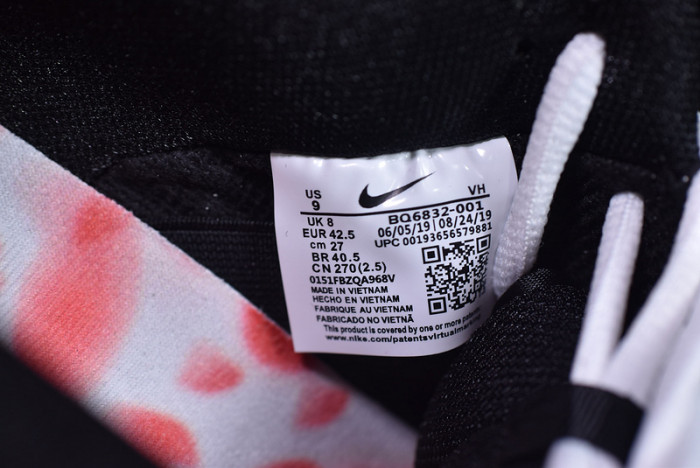 US
9
VH
UK 8
BQ6832-001
EUR 42.5
06/05/19 | 08/24/19
cm 27
UPC 00193656579881
BR 40.5
CN 270 (2.5)
0151FBZQA968V
MADE IN VIETNAM
HECHO EN VIETNAM
FABRIQUE AU VIETNAM
FABRICADO NO VIETNÃ
This product is covered by one or more
www.nike.com/patentsvirtual